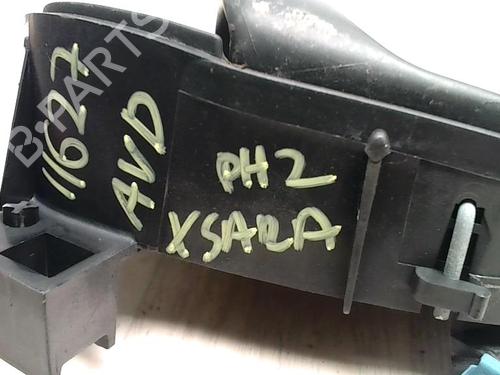 11627
AVD
PH2
XSARA
B-PARTS